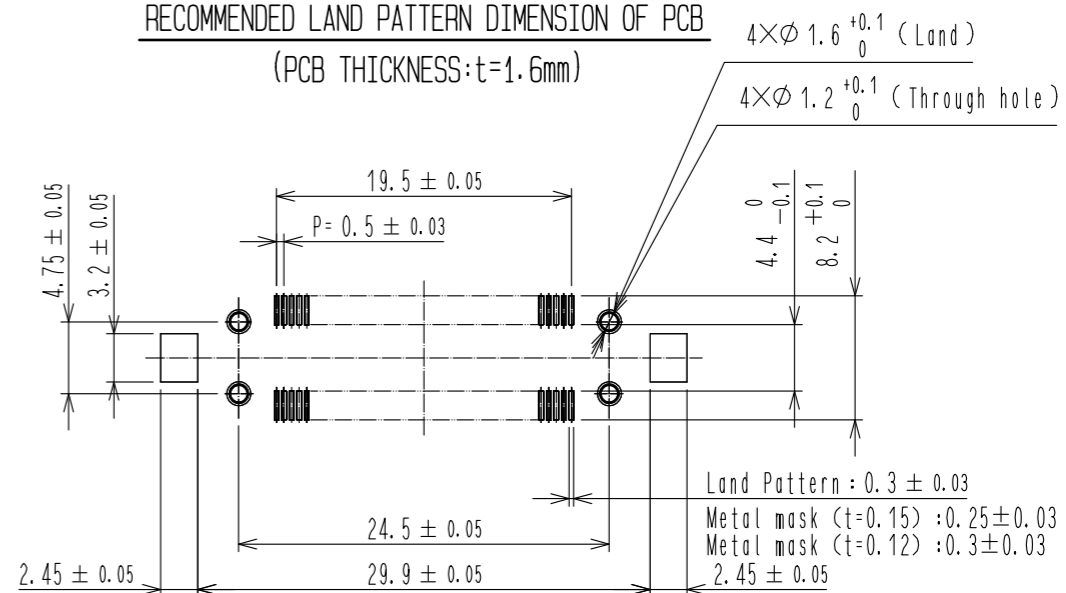 RECOMMENDED LAND PATTERN DIMENSION OF PCB
(PCB THICKNESS:t=1.6mm)
4×Ø 1.6 +0.1 0 (Land)
4×Ø 1.2 +0.1 0 (Through hole)
19.5 ± 0.05
P= 0.5 ± 0.03
4.75 ± 0.05
3.2 ± 0.05
4.4 0 -0.1
8.2 +0.1 0
Land Pattern : 0.3 ± 0.03
Metal mask (t=0.15) :0.25±0.03
Metal mask (t=0.12) :0.3±0.03
24.5 ± 0.05
2.45 ± 0.05
29.9 ± 0.05
2.45 ± 0.05